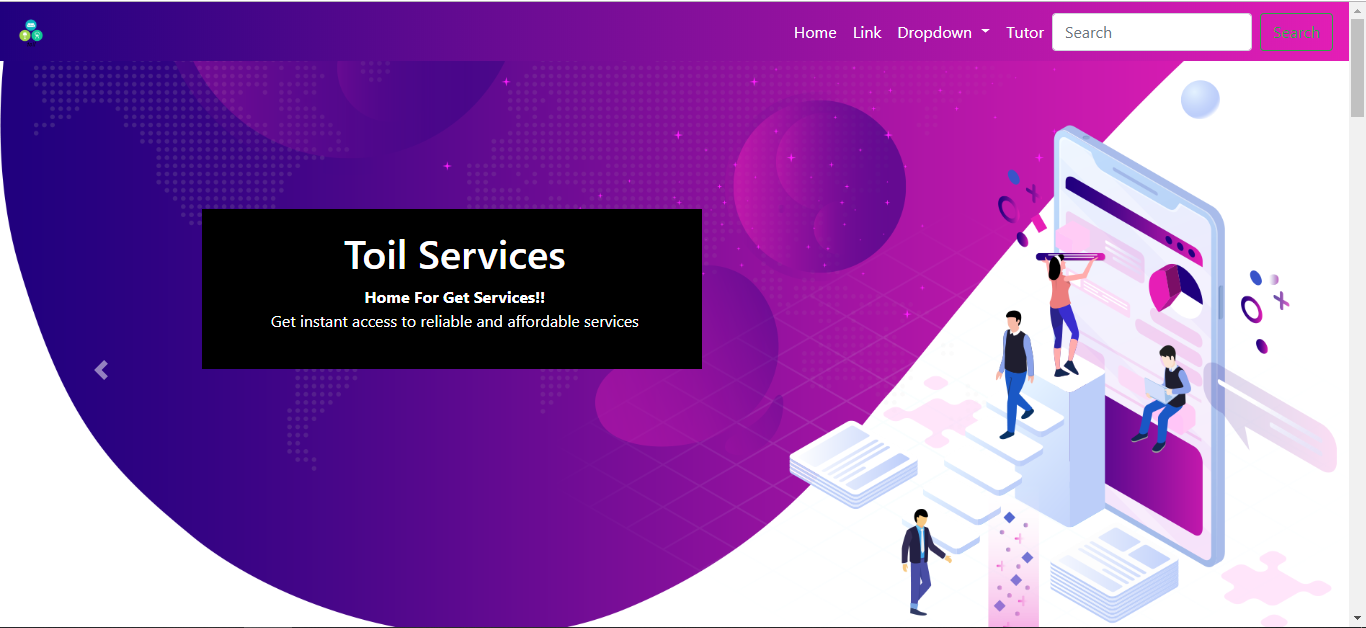 Home Link Dropdown Tutor Search Search
Toil Services
Home For Get Services!!
Get instant access to reliable and affordable services